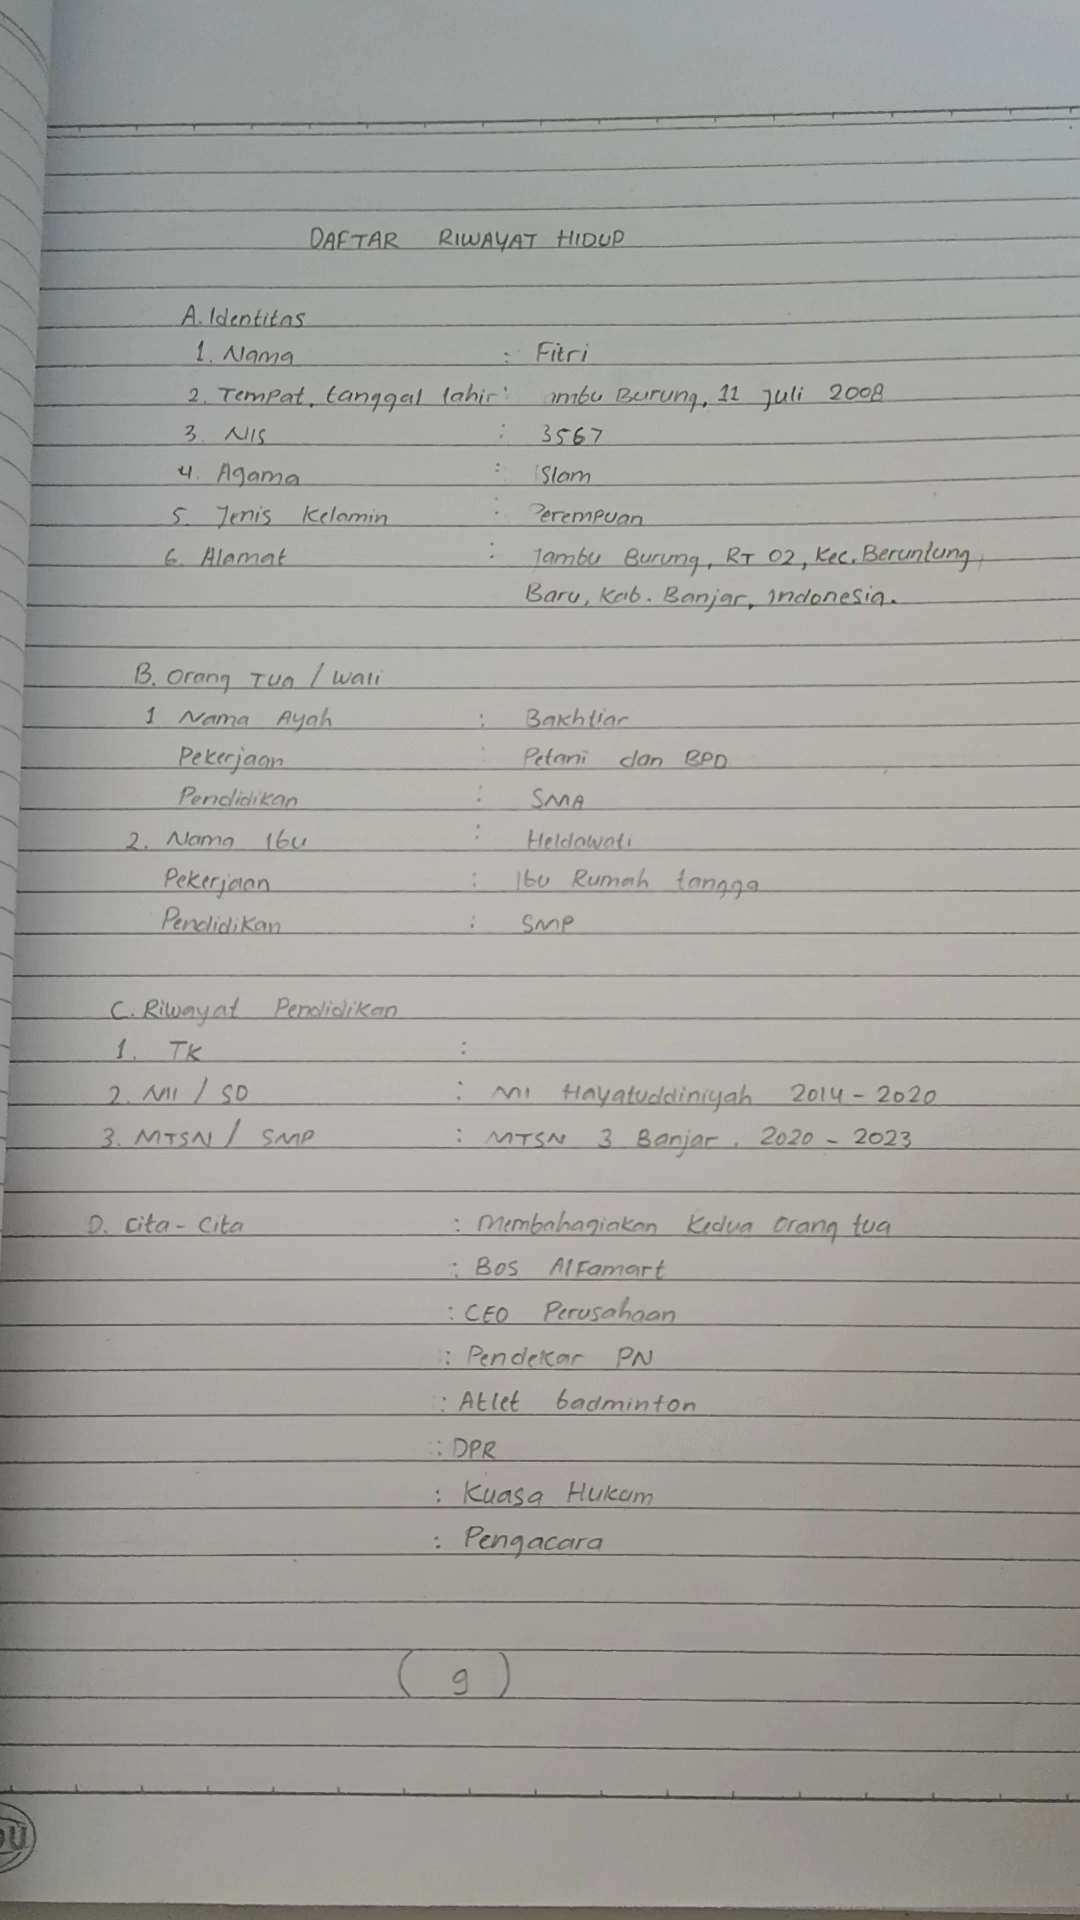 DAFTAR RIWAYAT HIDUP
A. Identitas
1. Nama : Fitri
2. Tempat, tanggal lahir : ambu Burung, 11 Juli 2008
3. NIS : 3567
4. Agama : Islam
5. Jenis Kelamin : Perempuan
6. Alamat : Tambu Burung, RT 02, Kec. Beruntung
Baru, Kab. Banjar, Indonesia.
B. Orang Tua / Wali
1 Nama Ayah : Bakhtiar
Pekerjaan : Petani dan BPD
Pendidikan : SMA
2. Nama Ibu : Heldawati
Pekerjaan : Ibu Rumah tangga
Pendidikan : SMP
C. Riwayat Pendidikan
1. TK :
2. MI / SD : MI Hayatuddiniyah 2014 - 2020
3. MTSN / SMP : MTSN 3 Banjar. 2020 - 2023
D. Cita - Cita : Membahagiakan Kedua Orang tua
: Bos Alfamart
: CEO Perusahaan
: Pendekar PN
: Atlet badminton
: DPR
: Kuasa Hukum
: Pengacara
( 9 )